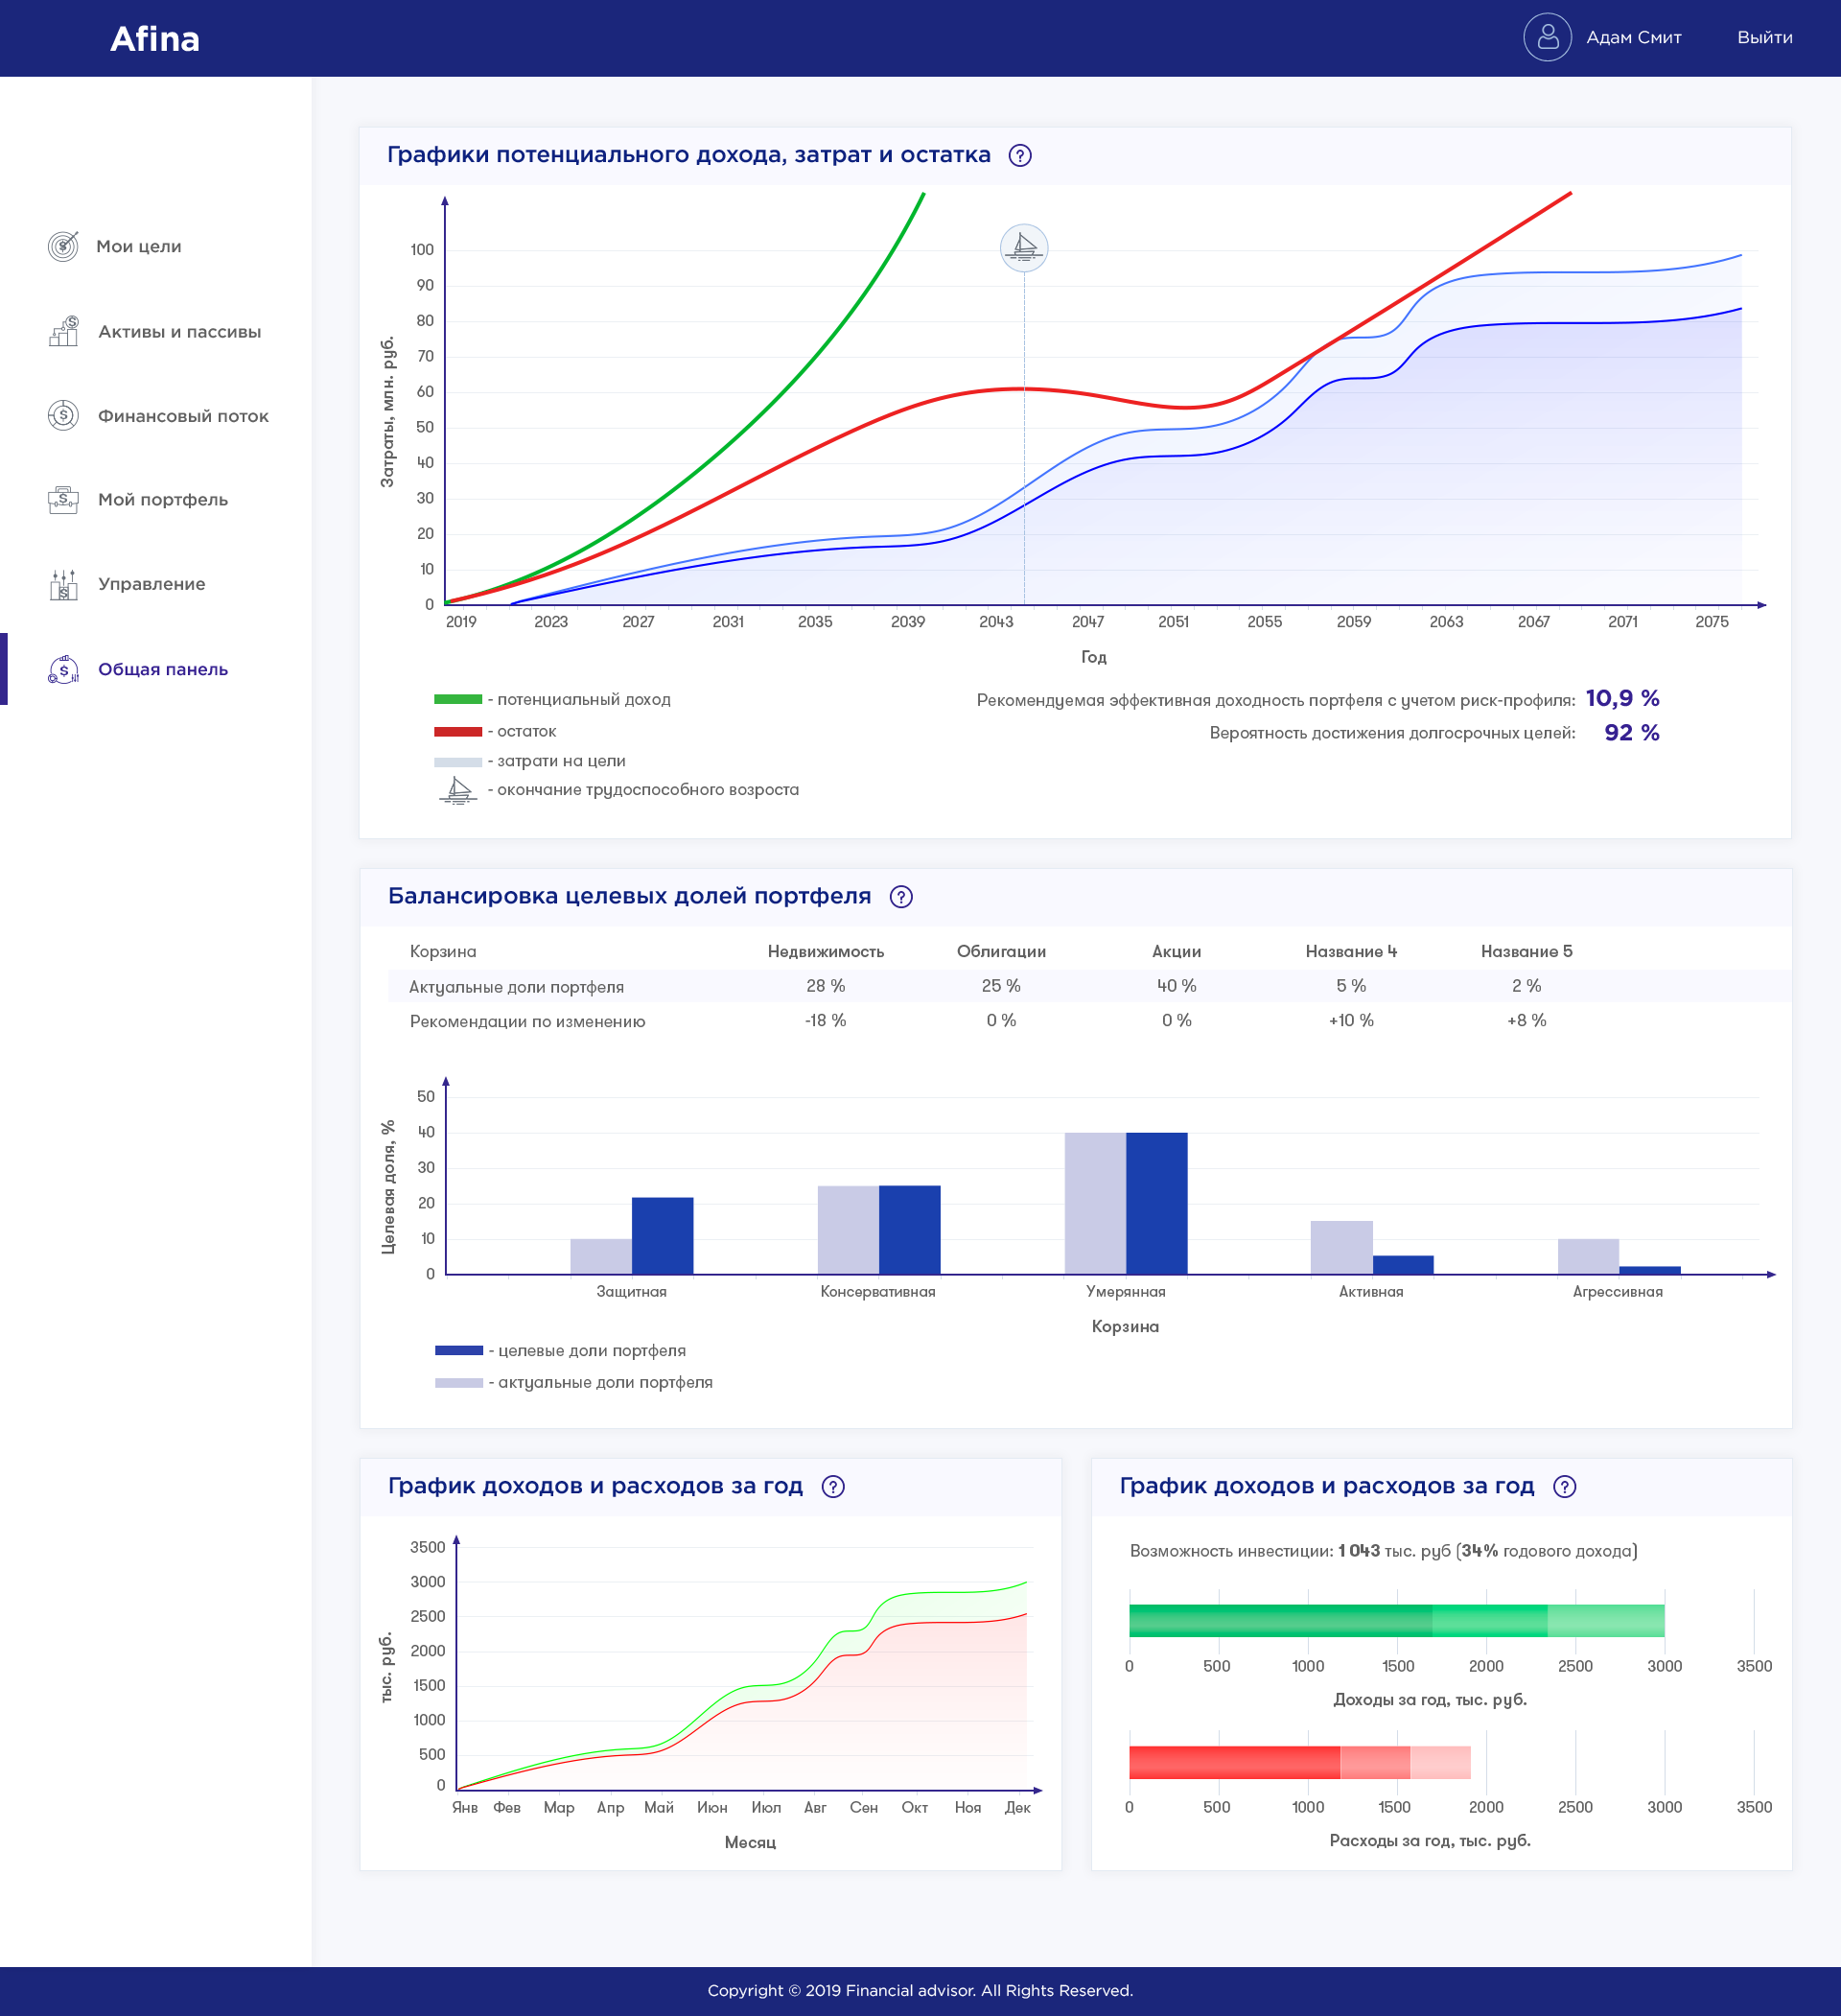 Afina
Адам Смит
Выйти
Мои цели
Активы и пассивы
Финансовый поток
Мой портфель
Управление
Общая панель
Графики потенциального дохода, затрат и остатка ?
Затраты, млн. руб.
100
90
80
70
60
50
40
30
20
10
0
2019 2023 2027 2031 2035 2039 2043 2047 2051 2055 2059 2063 2067 2071 2075
Год
- потенциальный доход
- остаток
- затрати на цели
- окончание трудоспособного возроста
Рекомендуемая эффективная доходность портфеля с учетом риск-профиля: 10,9 %
Вероятность достижения долгосрочных целей: 92 %
Балансировка целевых долей портфеля ?
Корзина Недвижимость Облигации Акции Название 4 Название 5
Актуальные доли портфеля 28 % 25 % 40 % 5 % 2 %
Рекомендации по изменению -18 % 0 % 0 % +10 % +8 %
Целевая доля, %
50
40
30
20
10
0
Защитная Консервативная Умерянная Активная Агрессивная
Корзина
- целевые доли портфеля
- актуальные доли портфеля
График доходов и расходов за год ?
тыс. руб.
3500
3000
2500
2000
1500
1000
500
0
Янв Фев Мар Апр Май Июн Июл Авг Сен Окт Ноя Дек
Месяц
График доходов и расходов за год ?
Возможность инвестиции: 1 043 тыс. руб (34% годового дохода)
0 500 1000 1500 2000 2500 3000 3500
Доходы за год, тыс. руб.
0 500 1000 1500 2000 2500 3000 3500
Расходы за год, тыс. руб.
Copyright © 2019 Financial advisor. All Rights Reserved.